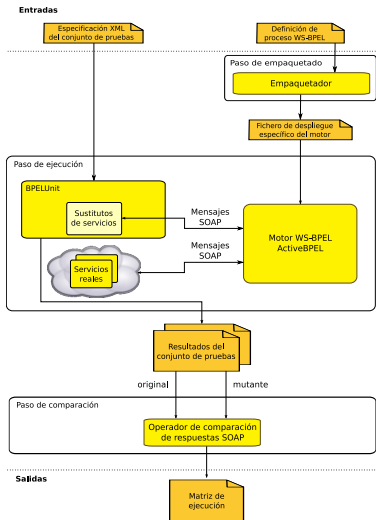 Entradas
Especificación XML
del conjunto de pruebas
Definición de
proceso WS-BPEL
Paso de empaquetado
Empaquetador
Fichero de despliegue
específico del motor
Paso de ejecución
BPELUnit
Sustitutos
de servicio
Mensajes
SOAP
Motor WS-BPEL
ActiveBPEL
Mensajes
SOAP
Servicios
reales
Resultados del
conjunto de pruebas
original
mutante
Paso de comparación
Operador de comparación
de respuestas SOAP
Salidas
Matriz de
ejecución